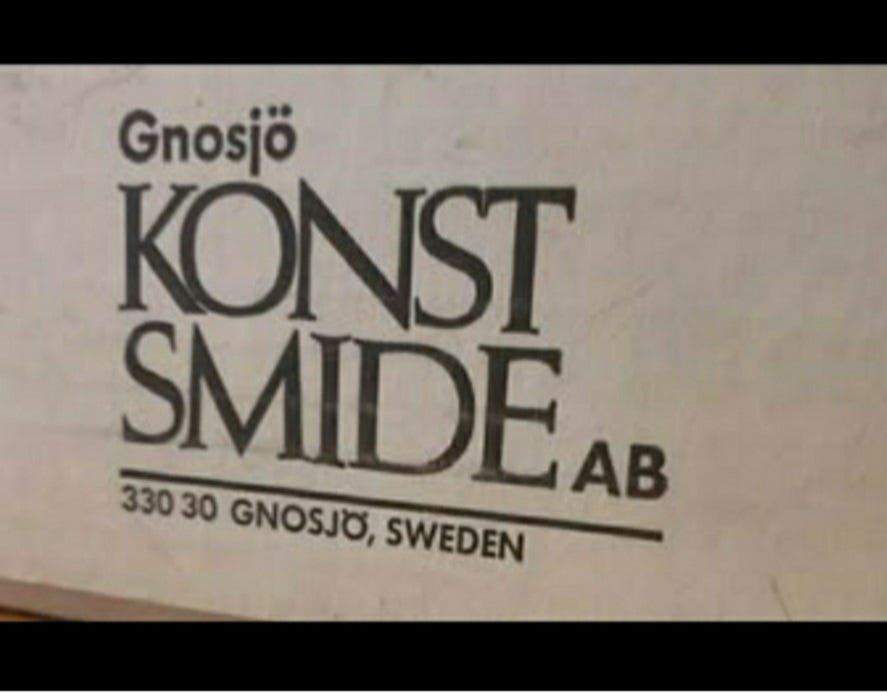 Gnosjö
KONST
SMIDE AB
330 30 GNOSJÖ, SWEDEN